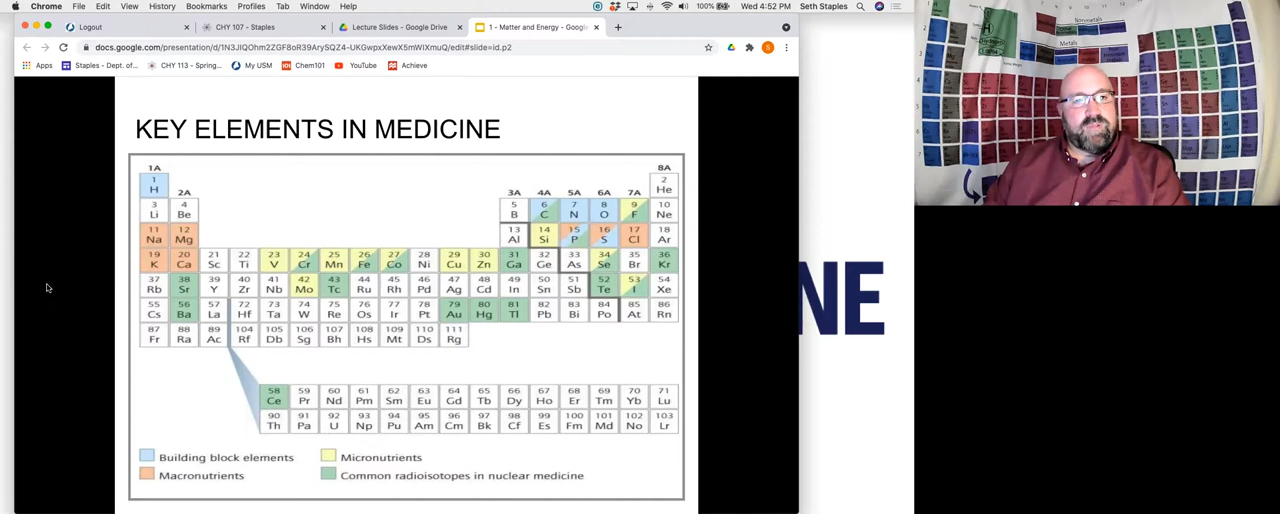 Chrome File Edit View History Bookmarks Profiles Tab Window Help 100% Wed 4:52 PM Seth Staples
Logout CHY 107 - Staples Lecture Slides - Google Drive 1 - Matter and Energy - Google
docs.google.com/presentation/d/1N3JIQOhm2ZGF8oR39ArySQZ4-UKGwpxXewX5mWIXmuQ/edit#slide=id.p2
Apps Staples - Dept. of... CHY 113 - Spring... My USM Chem101 YouTube Achieve
KEY ELEMENTS IN MEDICINE
1A 8A
1 2
H 2A 3A 4A 5A 6A 7A He
3 4 5 6 7 8 9 10
Li Be B C N O F Ne
11 12 13 14 15 16 17 18
Na Mg Al Si P S Cl Ar
19 20 21 22 23 24 25 26 27 28 29 30 31 32 33 34 35 36
K Ca Sc Ti V Cr Mn Fe Co Ni Cu Zn Ga Ge As Se Br Kr
37 38 39 40 41 42 43 44 45 46 47 48 49 50 51 52 53 54
Rb Sr Y Zr Nb Mo Tc Ru Rh Pd Ag Cd In Sn Sb Te I Xe
55 56 57 72 73 74 75 76 77 78 79 80 81 82 83 84 85 86
Cs Ba La Hf Ta W Re Os Ir Pt Au Hg Tl Pb Bi Po At Rn
87 88 89 104 105 106 107 108 109 110 111
Fr Ra Ac Rf Db Sg Bh Hs Mt Ds Rg
58 59 60 61 62 63 64 65 66 67 68 69 70 71
Ce Pr Nd Pm Sm Eu Gd Tb Dy Ho Er Tm Yb Lu
90 91 92 93 94 95 96 97 98 99 100 101 102 103
Th Pa U Np Pu Am Cm Bk Cf Es Fm Md No Lr
Building block elements Micronutrients
Macronutrients Common radioisotopes in nuclear medicine
NE
Nonmetals
Metals